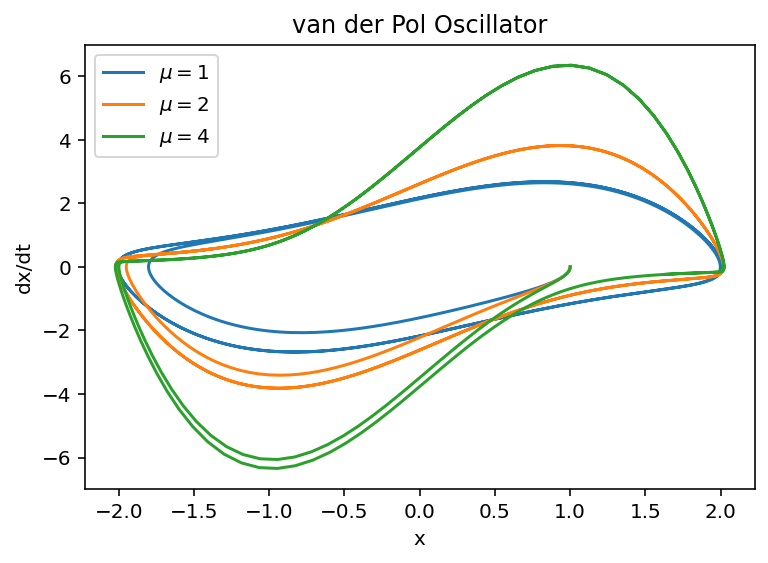 van der Pol Oscillator
μ = 1
μ = 2
μ = 4
dx/dt
6
4
2
0
−2
−4
−6
−2.0 −1.5 −1.0 −0.5 0.0 0.5 1.0 1.5 2.0
x